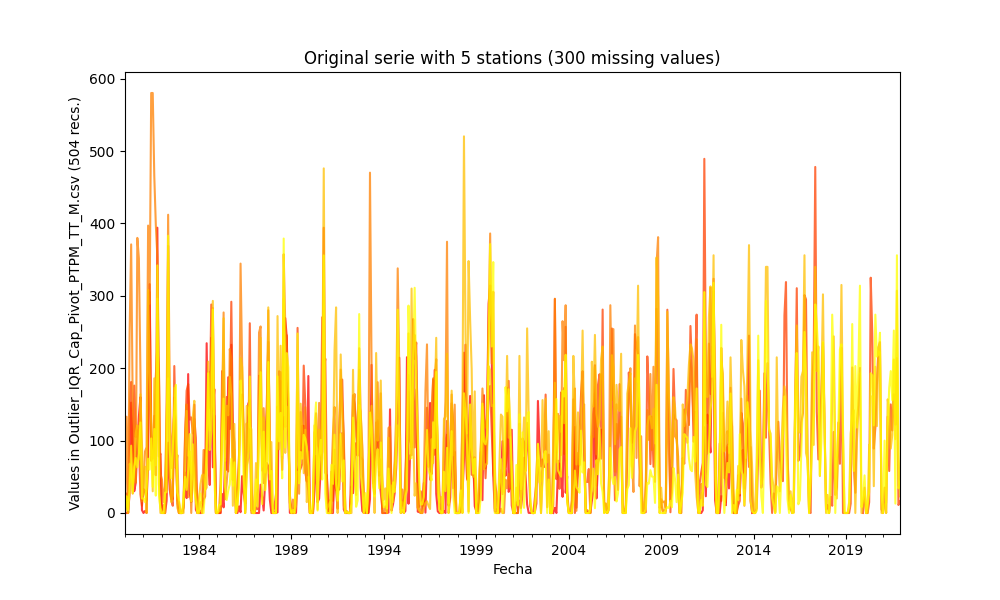 Original serie with 5 stations (300 missing values)
Values in Outlier_IQR_Cap_Pivot_PTPM_TT_M.csv (504 recs.)
600
500
400
300
200
100
0
1984 1989 1994 1999 2004 2009 2014 2019
Fecha